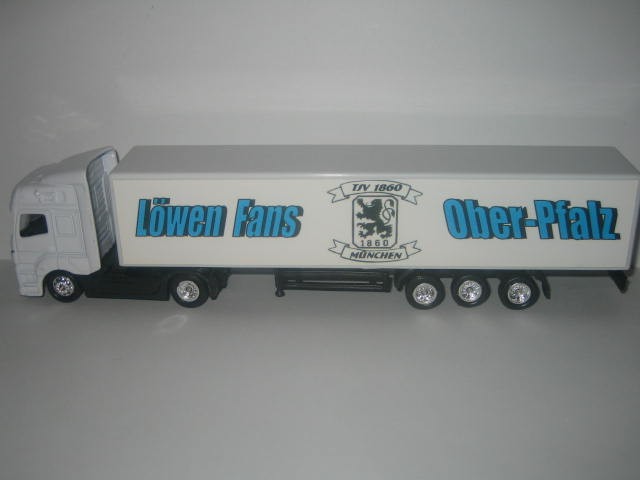 Löwen Fans
TSV 1860
1860
MÜNCHEN
Ober-Pfalz